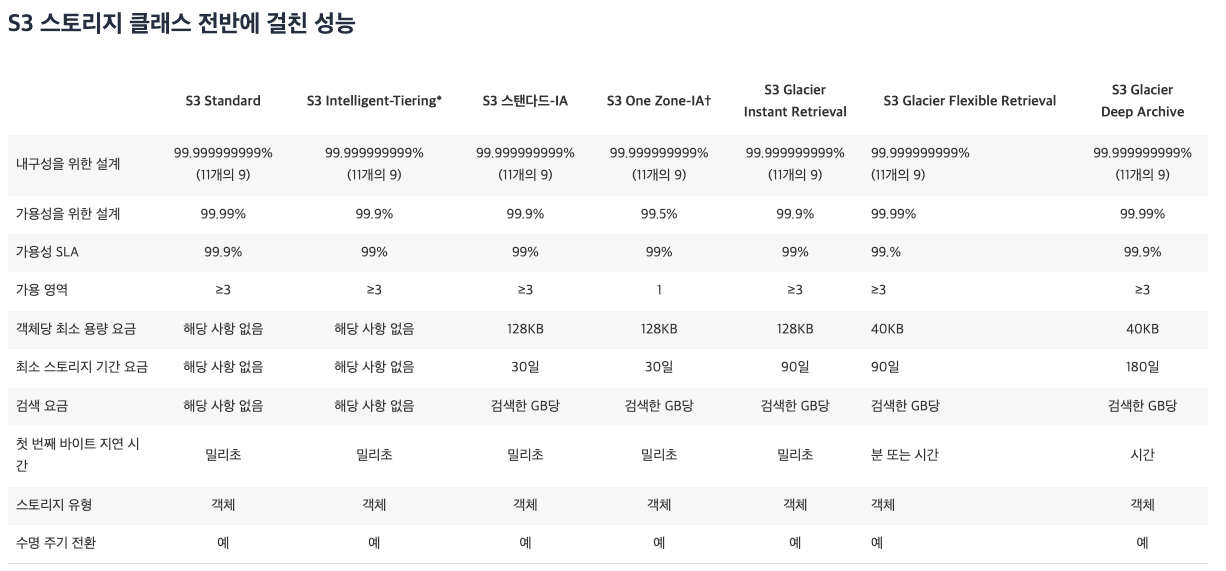 S3 스토리지 클래스 전반에 걸친 성능
S3 Standard S3 Intelligent-Tiering* S3 스탠다드-IA S3 One Zone-IA† S3 Glacier Instant Retrieval S3 Glacier Flexible Retrieval S3 Glacier Deep Archive
내구성을 위한 설계 99.999999999% (11개의 9) 99.999999999% (11개의 9) 99.999999999% (11개의 9) 99.999999999% (11개의 9) 99.999999999% (11개의 9) 99.999999999% (11개의 9) 99.999999999% (11개의 9)
가용성을 위한 설계 99.99% 99.9% 99.9% 99.5% 99.9% 99.99% 99.99%
가용성 SLA 99.9% 99% 99% 99% 99% 99.% 99.9%
가용 영역 ≥3 ≥3 ≥3 1 ≥3 ≥3 ≥3
객체당 최소 용량 요금 해당 사항 없음 해당 사항 없음 128KB 128KB 128KB 40KB 40KB
최소 스토리지 기간 요금 해당 사항 없음 해당 사항 없음 30일 30일 90일 90일 180일
검색 요금 해당 사항 없음 해당 사항 없음 검색한 GB당 검색한 GB당 검색한 GB당 검색한 GB당 검색한 GB당
첫 번째 바이트 지연 시간 밀리초 밀리초 밀리초 밀리초 밀리초 분 또는 시간 시간
스토리지 유형 객체 객체 객체 객체 객체 객체 객체
수명 주기 전환 예 예 예 예 예 예 예